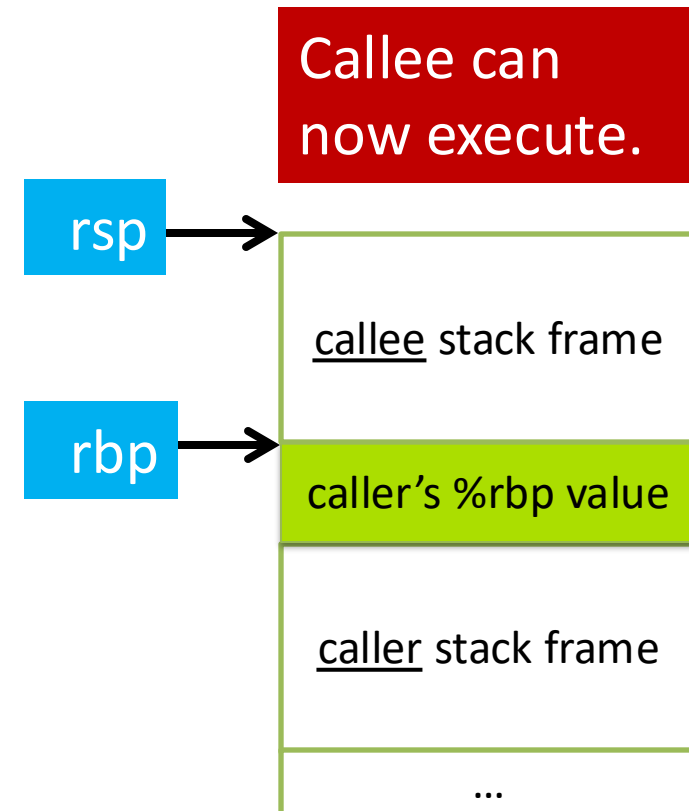 Callee can
now execute.
rsp
callee stack frame
rbp
caller’s %rbp value
caller stack frame
…